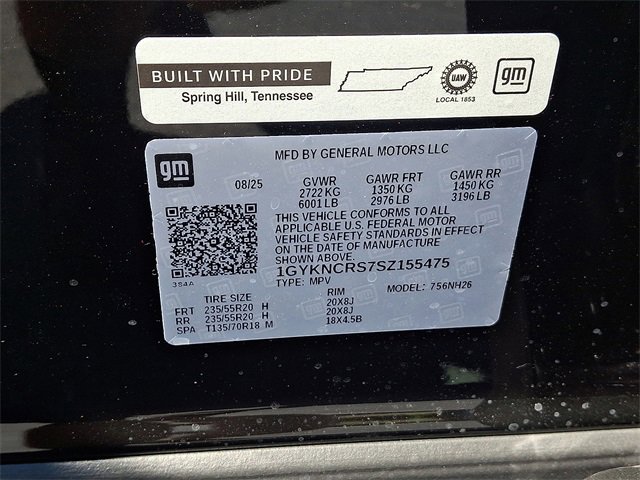 BUILT WITH PRIDE
Spring Hill, Tennessee
UAW
LOCAL 1853
gm
gm
MFD BY GENERAL MOTORS LLC
08/25 GVWR GAWR FRT GAWR RR
2722 KG 1350 KG 1450 KG
6001 LB 2976 LB 3196 LB
THIS VEHICLE CONFORMS TO ALL
APPLICABLE U.S. FEDERAL MOTOR
VEHICLE SAFETY STANDARDS IN EFFECT
ON THE DATE OF MANUFACTURE
SHOWN ABOVE.
1GYKNCRS7SZ155475
384A
TYPE: MPV MODEL: 756NH26
TIRE SIZE RIM
FRT 235/55R20 H 20X8J
RR 235/55R20 H 20X8J
SPA T135/70R18 M 18X4.5B